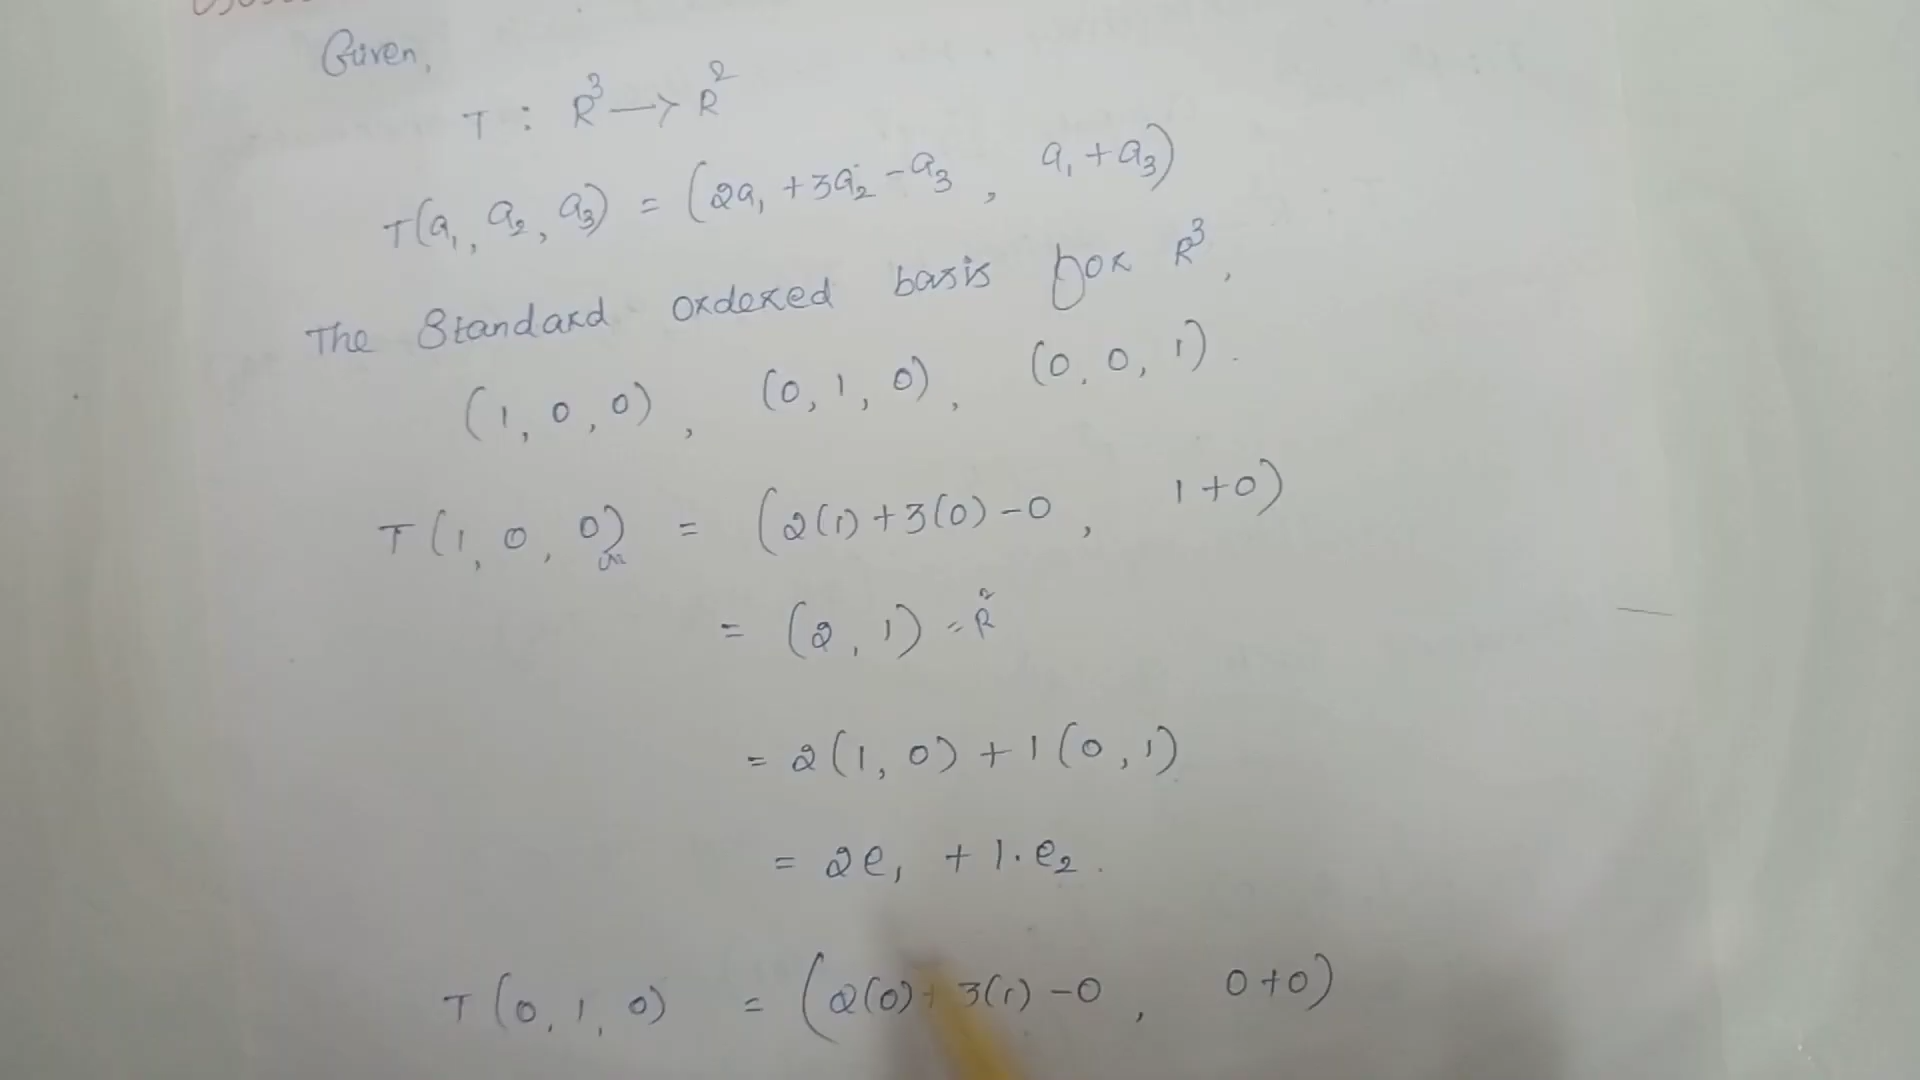 Given,
T : R³ → R²
T(a₁, a₂, a₃) = (2a₁ + 3a₂ - a₃ , a₁ + a₃)
The Standard ordered basis for R³,
(1, 0, 0), (0, 1, 0), (0, 0, 1).
T(1, 0, 0) = (2(1) + 3(0) - 0 , 1 + 0)
= (2, 1) = R²
= 2(1, 0) + 1(0, 1)
= 2e₁ + 1·e₂.
T(0, 1, 0) = (2(0) + 3(1) - 0 , 0 + 0)